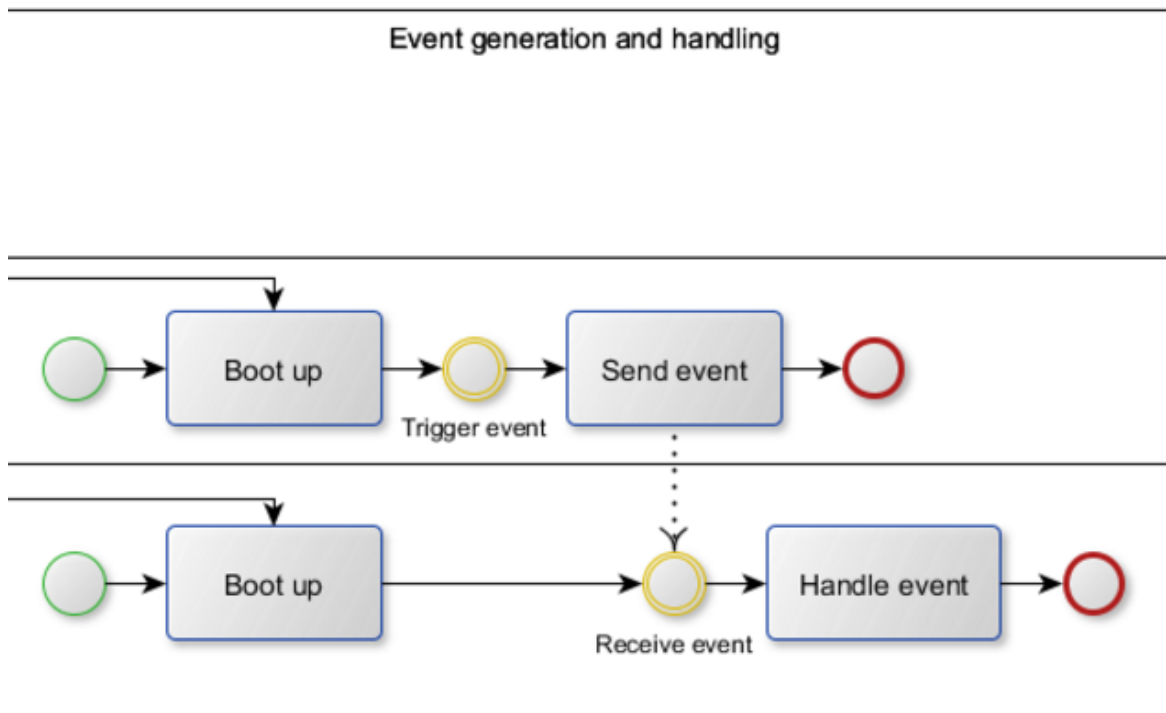 Event generation and handling
Boot up
Send event
Trigger event
Boot up
Handle event
Receive event